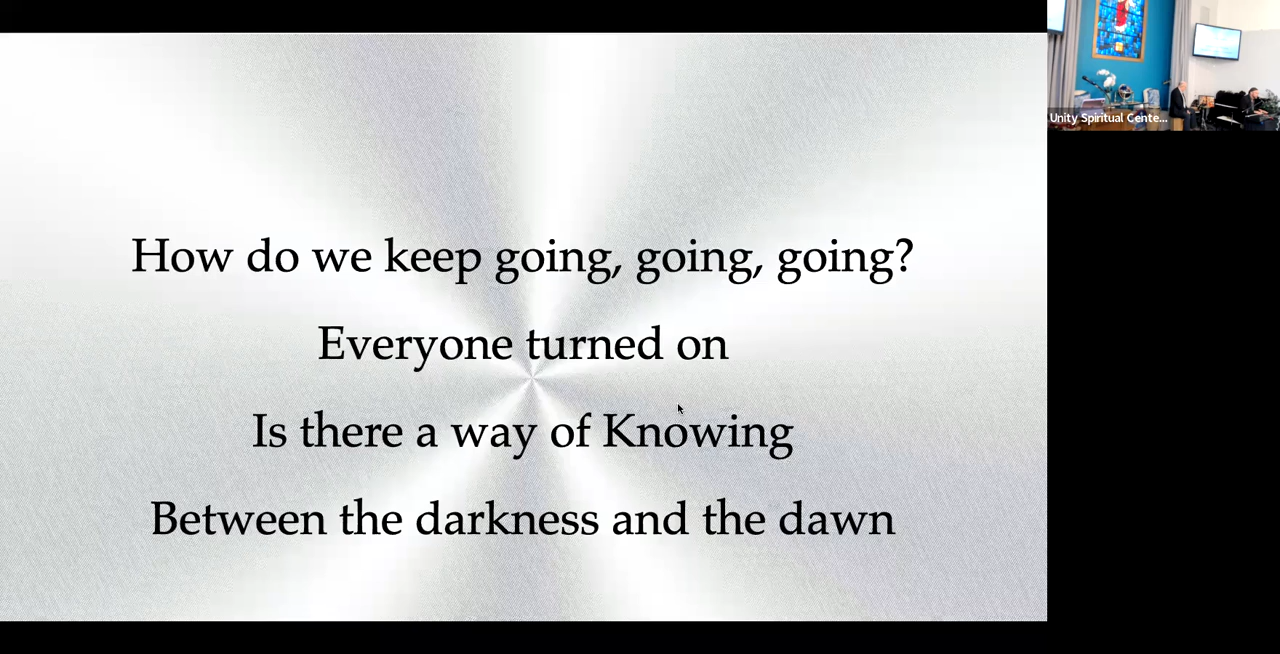 How do we keep going, going, going?
Everyone turned on
Is there a way of Knowing
Between the darkness and the dawn
Unity Spiritual Cente...